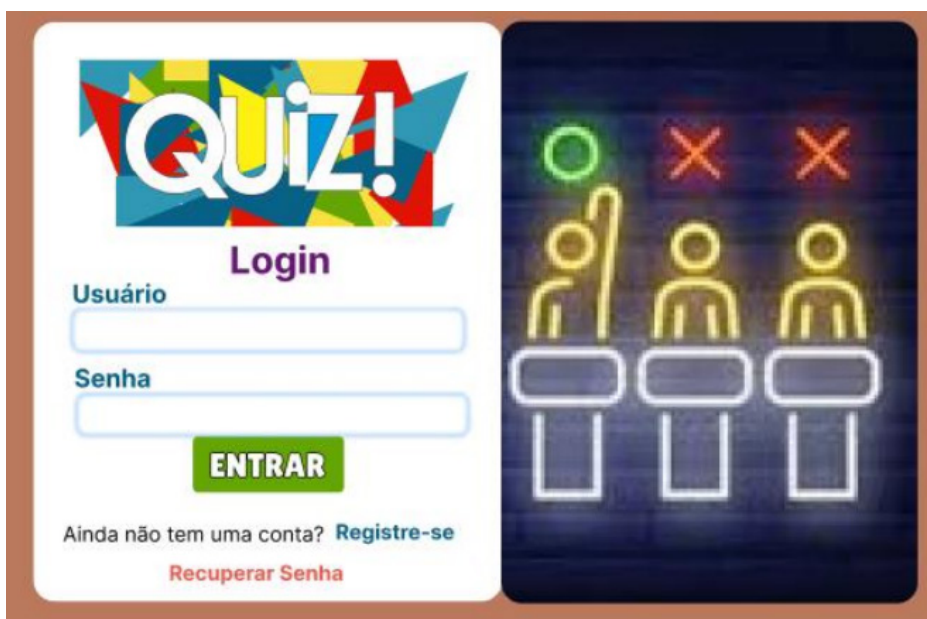 QUiZ!
Login
Usuário
Senha
ENTRAR
Ainda não tem uma conta? Registre-se
Recuperar Senha